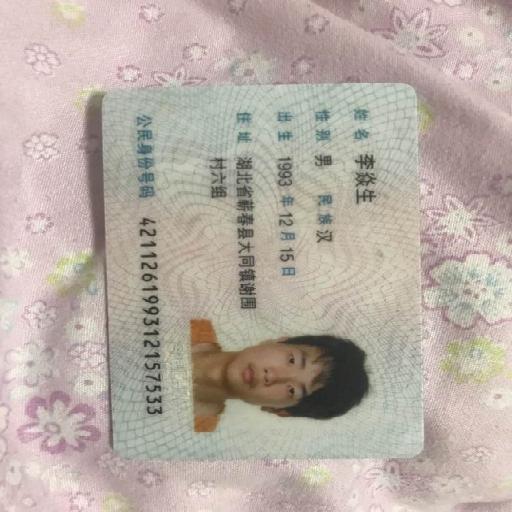 姓名 李焱生
性别 男 民族 汉
出生 1993 年 12 月 15 日
住址 湖北省蕲春县大同镇谢围
村六组
公民身份号码 421126199312157533